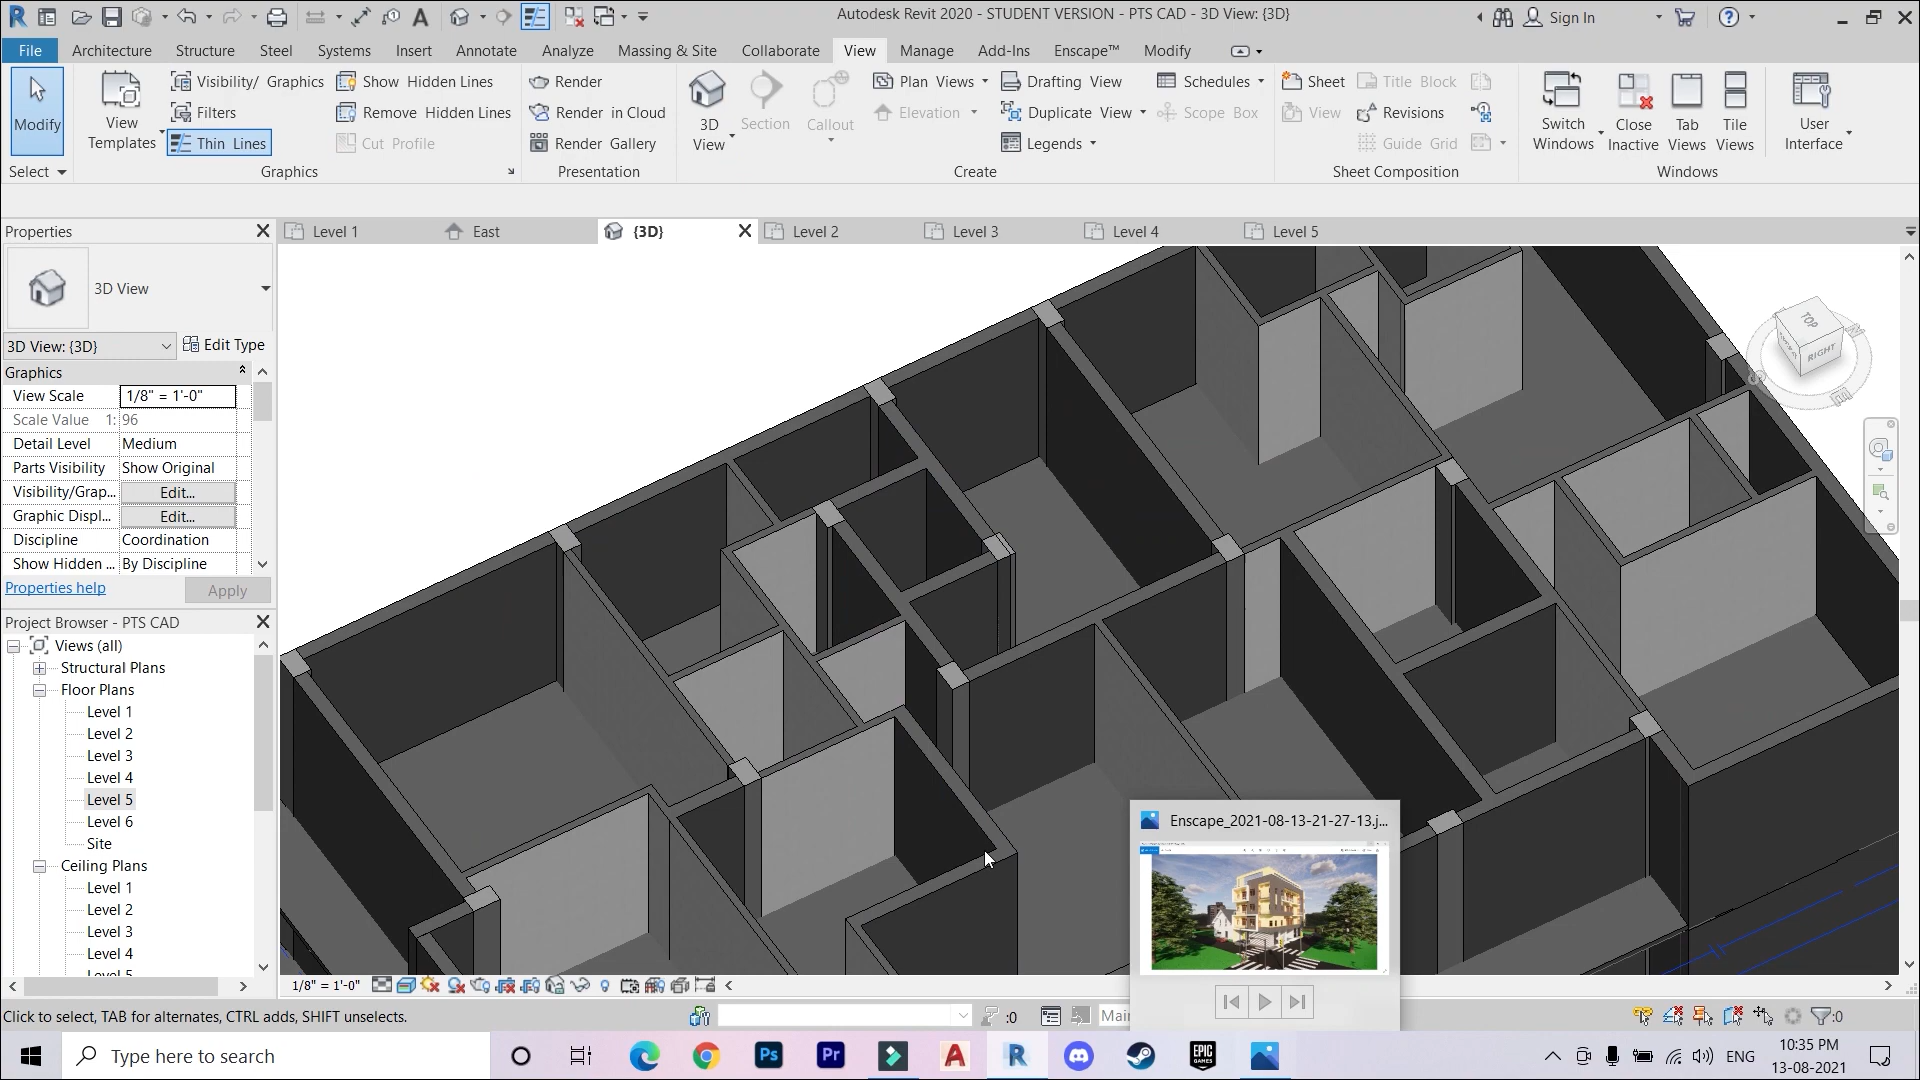 Autodesk Revit 2020 - STUDENT VERSION - PTS CAD - 3D View: {3D}
Sign In
File Architecture Structure Steel Systems Insert Annotate Analyze Massing & Site Collaborate View Manage Add-Ins Enscape™ Modify
Modify
View Templates
Visibility/ Graphics
Filters
Thin Lines
Show Hidden Lines
Remove Hidden Lines
Cut Profile
Render
Render in Cloud
Render Gallery
3D View
Section
Callout
Plan Views
Elevation
Drafting View
Duplicate View
Legends
Schedules
Scope Box
Sheet
View
Title Block
Revisions
Guide Grid
Switch Windows
Close Inactive
Tab Views
Tile Views
User Interface
Select Graphics Presentation Create Sheet Composition Windows
Properties
Level 1 East {3D} Level 2 Level 3 Level 4 Level 5
3D View
3D View: {3D} Edit Type
Graphics
View Scale 1/8" = 1'-0"
Scale Value 1: 96
Detail Level Medium
Parts Visibility Show Original
Visibility/Grap... Edit...
Graphic Displ... Edit...
Discipline Coordination
Show Hidden ... By Discipline
Properties help Apply
Project Browser - PTS CAD
Views (all)
Structural Plans
Floor Plans
Level 1
Level 2
Level 3
Level 4
Level 5
Level 6
Site
Ceiling Plans
Level 1
Level 2
Level 3
Level 4
Level 5
TOP
RIGHT
Enscape_2021-08-13-21-27-13.j...
1/8" = 1'-0"
Click to select, TAB for alternates, CTRL adds, SHIFT unselects.
:0
Mai
:0
Type here to search
Ps
Pr
A
R
EPIC GAMES
ENG
10:35 PM
13-08-2021